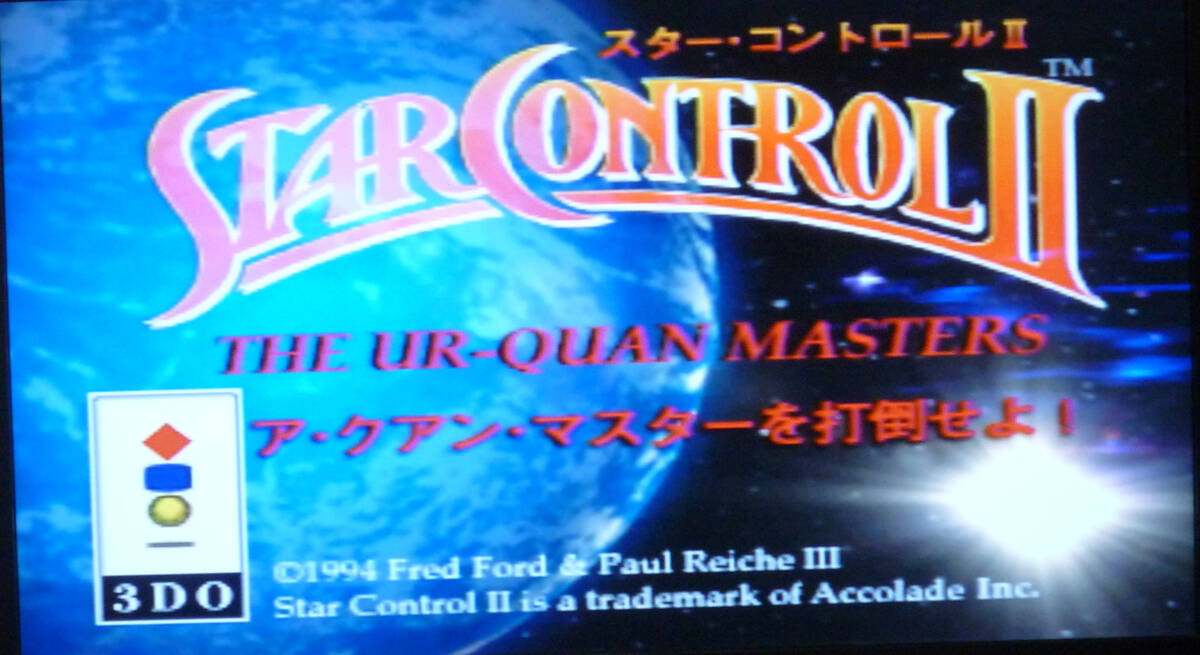 スター・コントロールⅡ
STAR CONTROL II TM
THE UR-QUAN MASTERS
ア・クアン・マスターを打倒せよ！
©1994 Fred Ford & Paul Reiche III
Star Control II is a trademark of Accolade Inc.
3DO